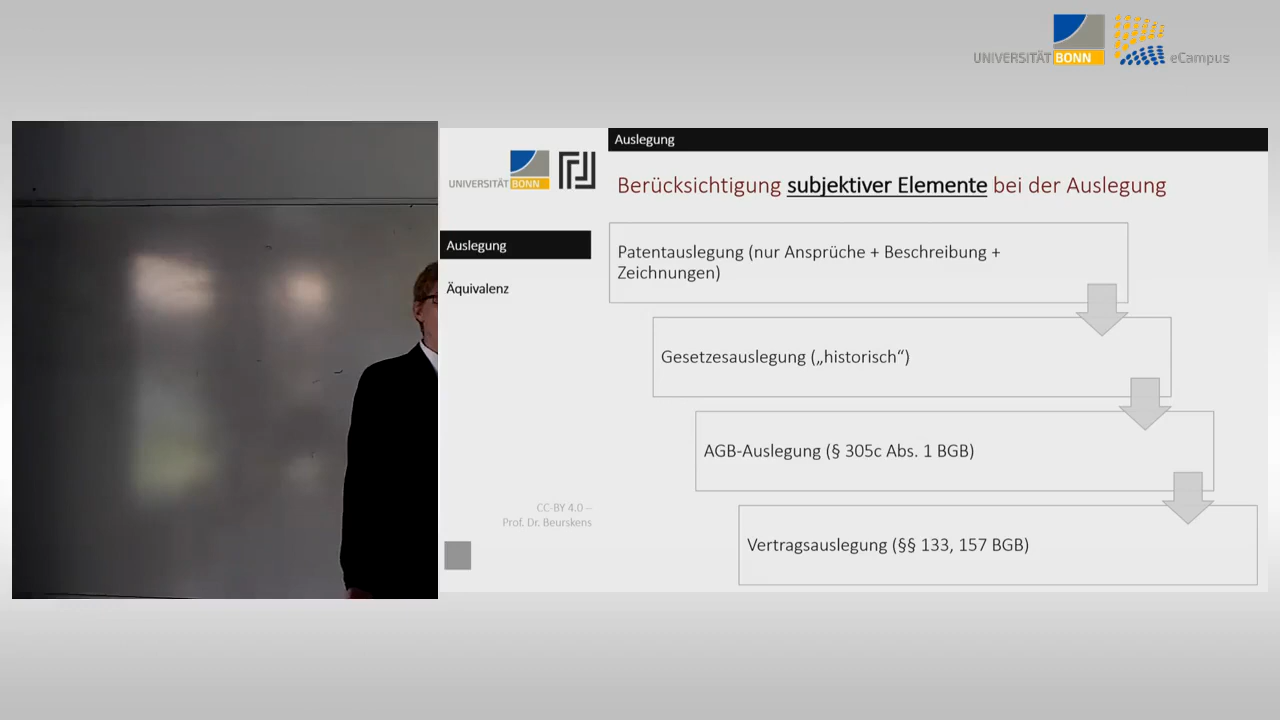 UNIVERSITÄT BONN eCampus
UNIVERSITÄT BONN
Auslegung
Berücksichtigung subjektiver Elemente bei der Auslegung
Auslegung
Äquivalenz
Patentauslegung (nur Ansprüche + Beschreibung +
Zeichnungen)
Gesetzesauslegung („historisch“)
AGB-Auslegung (§ 305c Abs. 1 BGB)
Vertragsauslegung (§§ 133, 157 BGB)
CC-BY 4.0 –
Prof. Dr. Beurskens